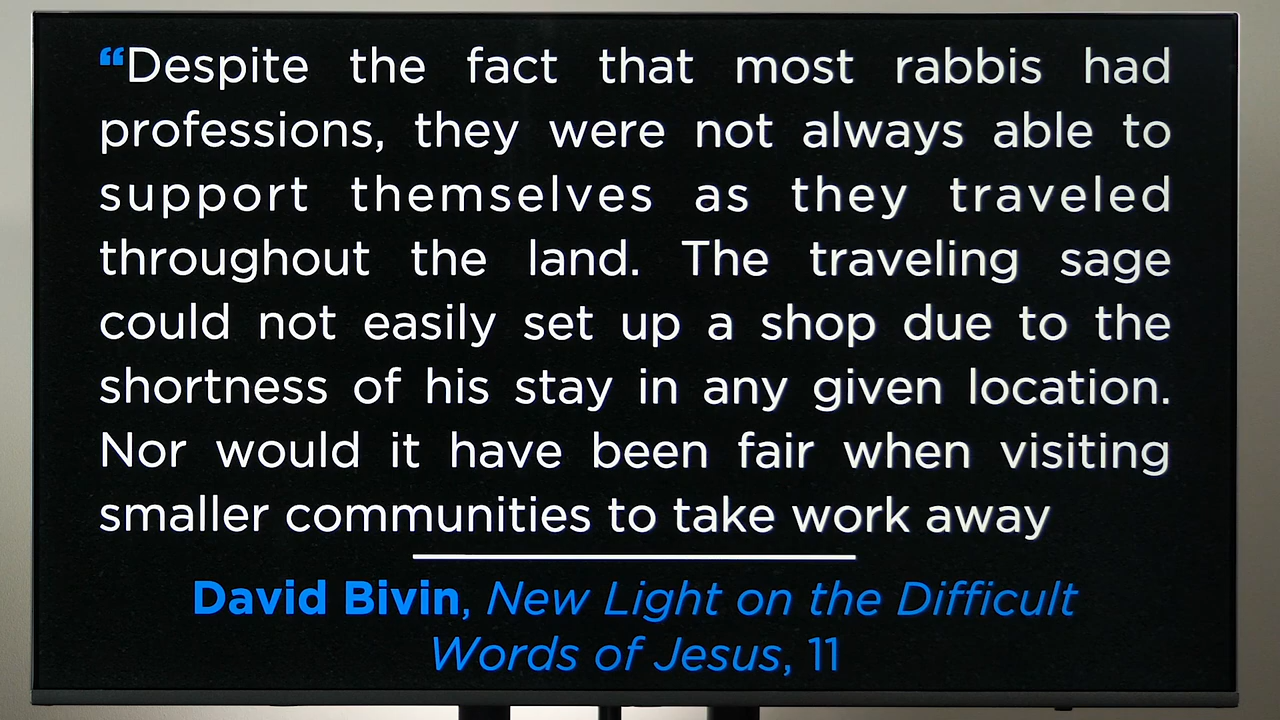 “Despite the fact that most rabbis had
professions, they were not always able to
support themselves as they traveled
throughout the land. The traveling sage
could not easily set up a shop due to the
shortness of his stay in any given location.
Nor would it have been fair when visiting
smaller communities to take work away
David Bivin, New Light on the Difficult
Words of Jesus, 11